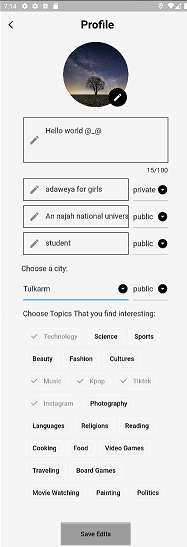 7:14
Profile
Hello world @_@
15/100
adaweya for girls private
An najah national univers public
student public
Choose a city:
Tulkarm public
Choose Topics That you find interesting:
Technology Science Sports
Beauty Fashion Cultures
Music Kpop Tiktok
Instagram Photography
Languages Religions Reading
Cooking Food Video Games
Traveling Board Games
Movie Watching Painting Politics
Save Edits